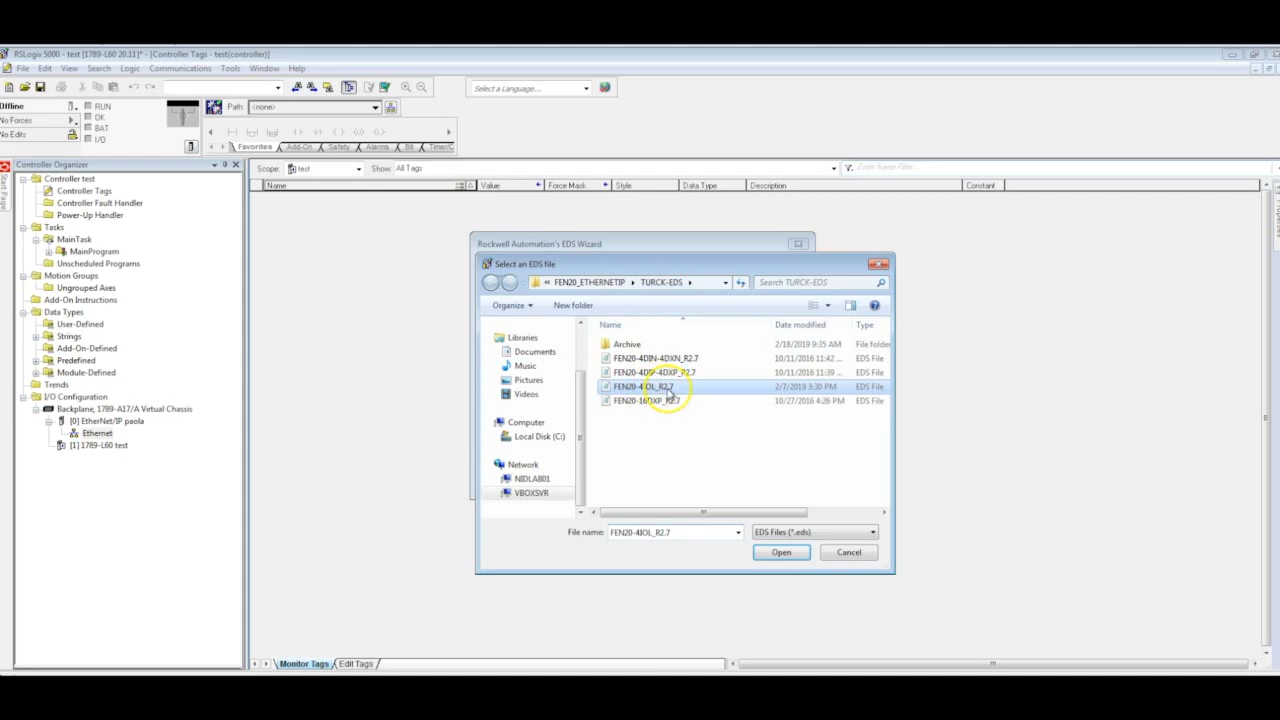 RSLogix 5000 - test [1789-L60 20.11]* - [Controller Tags - test(controller)]
File Edit View Search Logic Communications Tools Window Help
Select a Language...
Offline RUN
No Forces OK
No Edits BAT
I/O
Path: <none>
Favorites Add-On Safety Alarms Bit Timer/C
Start Page
Controller Organizer
Scope: test Show: All Tags Enter Name Filter...
Name Value Force Mask Style Data Type Description Constant
Controller test
Controller Tags
Controller Fault Handler
Power-Up Handler
Tasks
MainTask
MainProgram
Unscheduled Programs
Motion Groups
Ungrouped Axes
Add-On Instructions
Data Types
User-Defined
Strings
Add-On-Defined
Predefined
Module-Defined
Trends
I/O Configuration
Backplane, 1789-A17/A Virtual Chassis
[0] EtherNet/IP paola
Ethernet
[1] 1789-L60 test
Rockwell Automation's EDS Wizard
Select an EDS file
« FEN20_ETHERNETIP TURCK-EDS Search TURCK-EDS
Organize New folder
Libraries
Documents
Music
Pictures
Videos
Computer
Local Disk (C:)
Network
NIDLAB01
VBOXSVR
Name Date modified Type
Archive 2/18/2019 9:35 AM File folder
FEN20-4DIN-4DXN_R2.7 10/11/2016 11:42 ... EDS File
FEN20-4DIP-4DXP_R2.7 10/11/2016 11:39 ... EDS File
FEN20-4IOL_R2.7 2/7/2019 3:30 PM EDS File
FEN20-16DXP_R2.7 10/27/2016 4:26 PM EDS File
File name: FEN20-4IOL_R2.7 EDS Files (*.eds)
Open Cancel
Monitor Tags Edit Tags